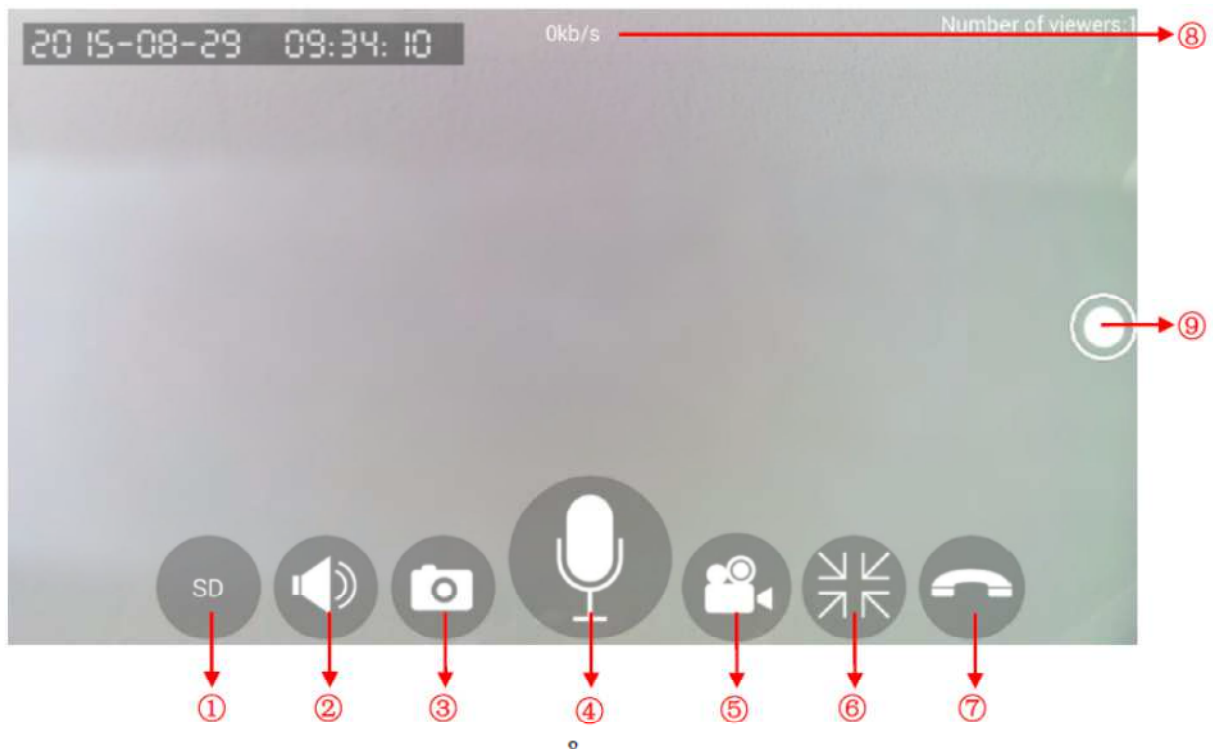 2015-08-29 09:34:10
0kb/s
Number of viewers:1
⑧
⑨
SD
① ② ③ ④ ⑤ ⑥ ⑦
8